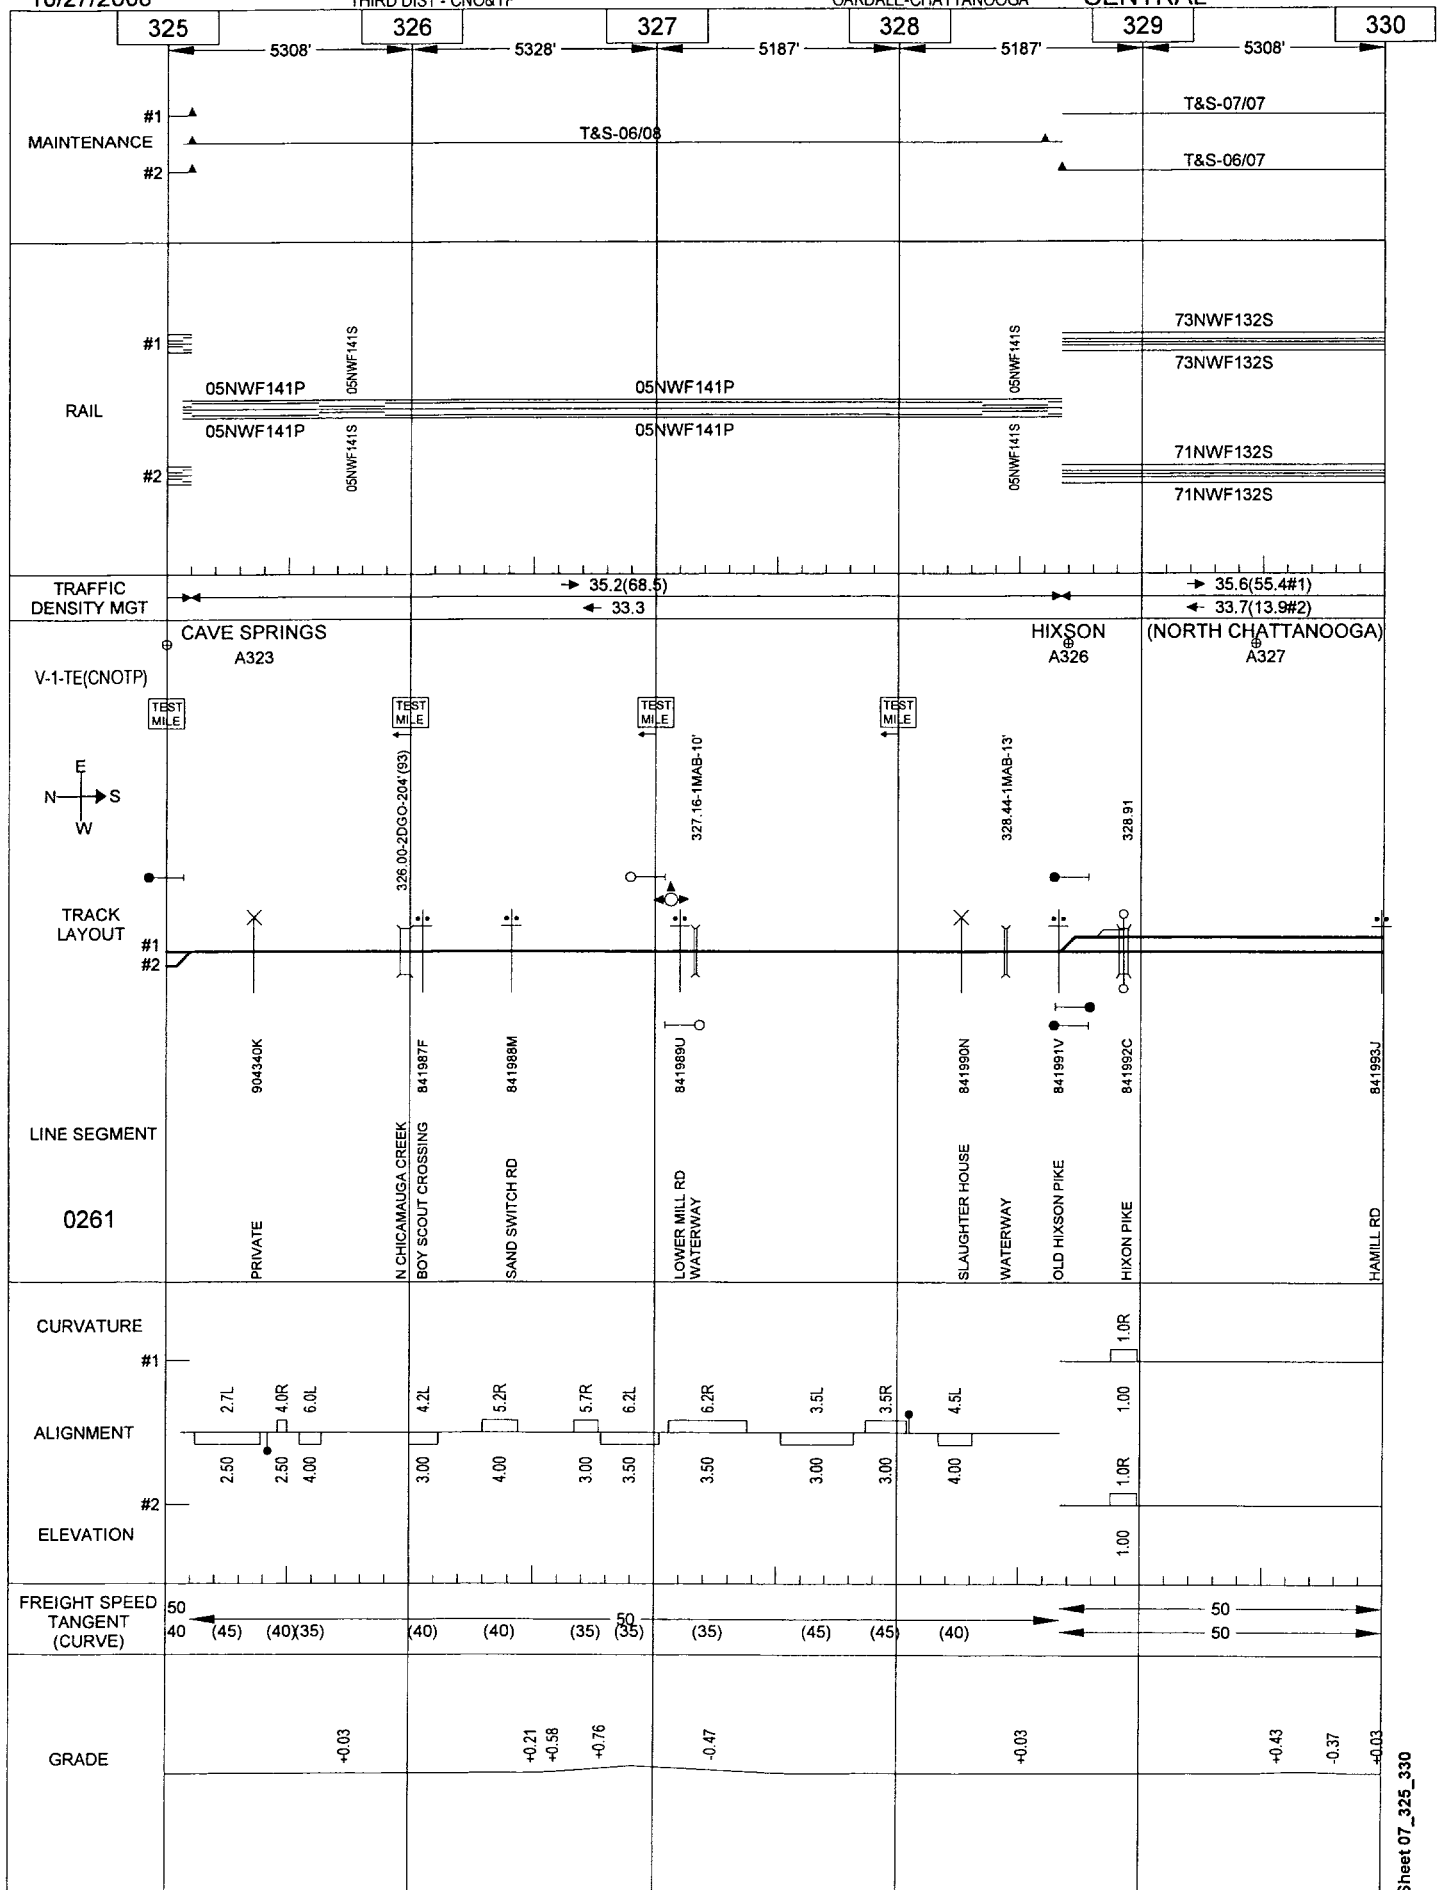 THIRD DIST - CNO&TP
CENTRAL
325 326 327 328 329 330
5308' 5328' 5187' 5187' 5308'
MAINTENANCE
#1
#2
T&S-06/08
T&S-07/07
T&S-06/07
RAIL
#1
#2
05NWF141P
05NWF141P
05NWF141S
05NWF141S
05NWF141P
05NWF141P
05NWF141S
05NWF141S
73NWF132S
73NWF132S
71NWF132S
71NWF132S
TRAFFIC
DENSITY MGT
35.2(68.5)
33.3
35.6(55.4#1)
33.7(13.9#2)
CAVE SPRINGS
A323
HIXSON
A326
(NORTH CHATTANOOGA)
A327
V-1-TE(CNOTP)
TEST
MILE
TEST
MILE
TEST
MILE
TEST
MILE
E
N S
W
326.00-2DGO-204'(93)
327.16-1MAB-10'
328.44-1MAB-13'
328.91
TRACK
LAYOUT
#1
#2
904340K
841987F
841988M
841989U
841990N
841991V
841992C
841993J
LINE SEGMENT
0261
PRIVATE
N CHICAMAUGA CREEK
BOY SCOUT CROSSING
SAND SWITCH RD
LOWER MILL RD
WATERWAY
SLAUGHTER HOUSE
WATERWAY
OLD HIXSON PIKE
HIXON PIKE
HAMILL RD
CURVATURE
#1
ALIGNMENT
#2
ELEVATION
2.7L 4.0R 6.0L 4.2L 5.2R 5.7R 6.2L 6.2R 3.5L 3.5R 4.5L
2.50 2.50 4.00 3.00 4.00 3.00 3.50 3.50 3.00 3.00 4.00
1.0R
1.00
1.0R
1.00
FREIGHT SPEED
TANGENT
(CURVE)
50 50 50
40 (45) (40)(35) (40) (40) (35) (35) (35) (45) (45) (40) 50
GRADE
+0.03 +0.21 +0.58 +0.76 -0.47 +0.03 +0.43 -0.37 +0.03
Sheet 07_325_330